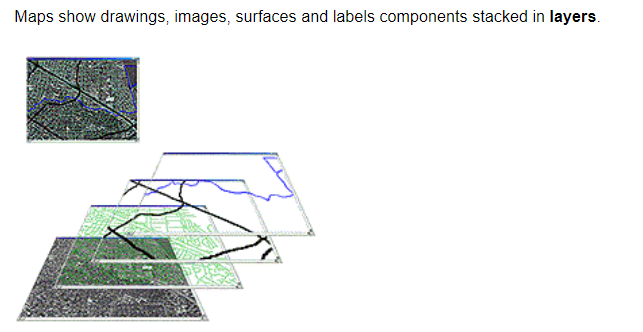 Maps show drawings, images, surfaces and labels components stacked in layers.